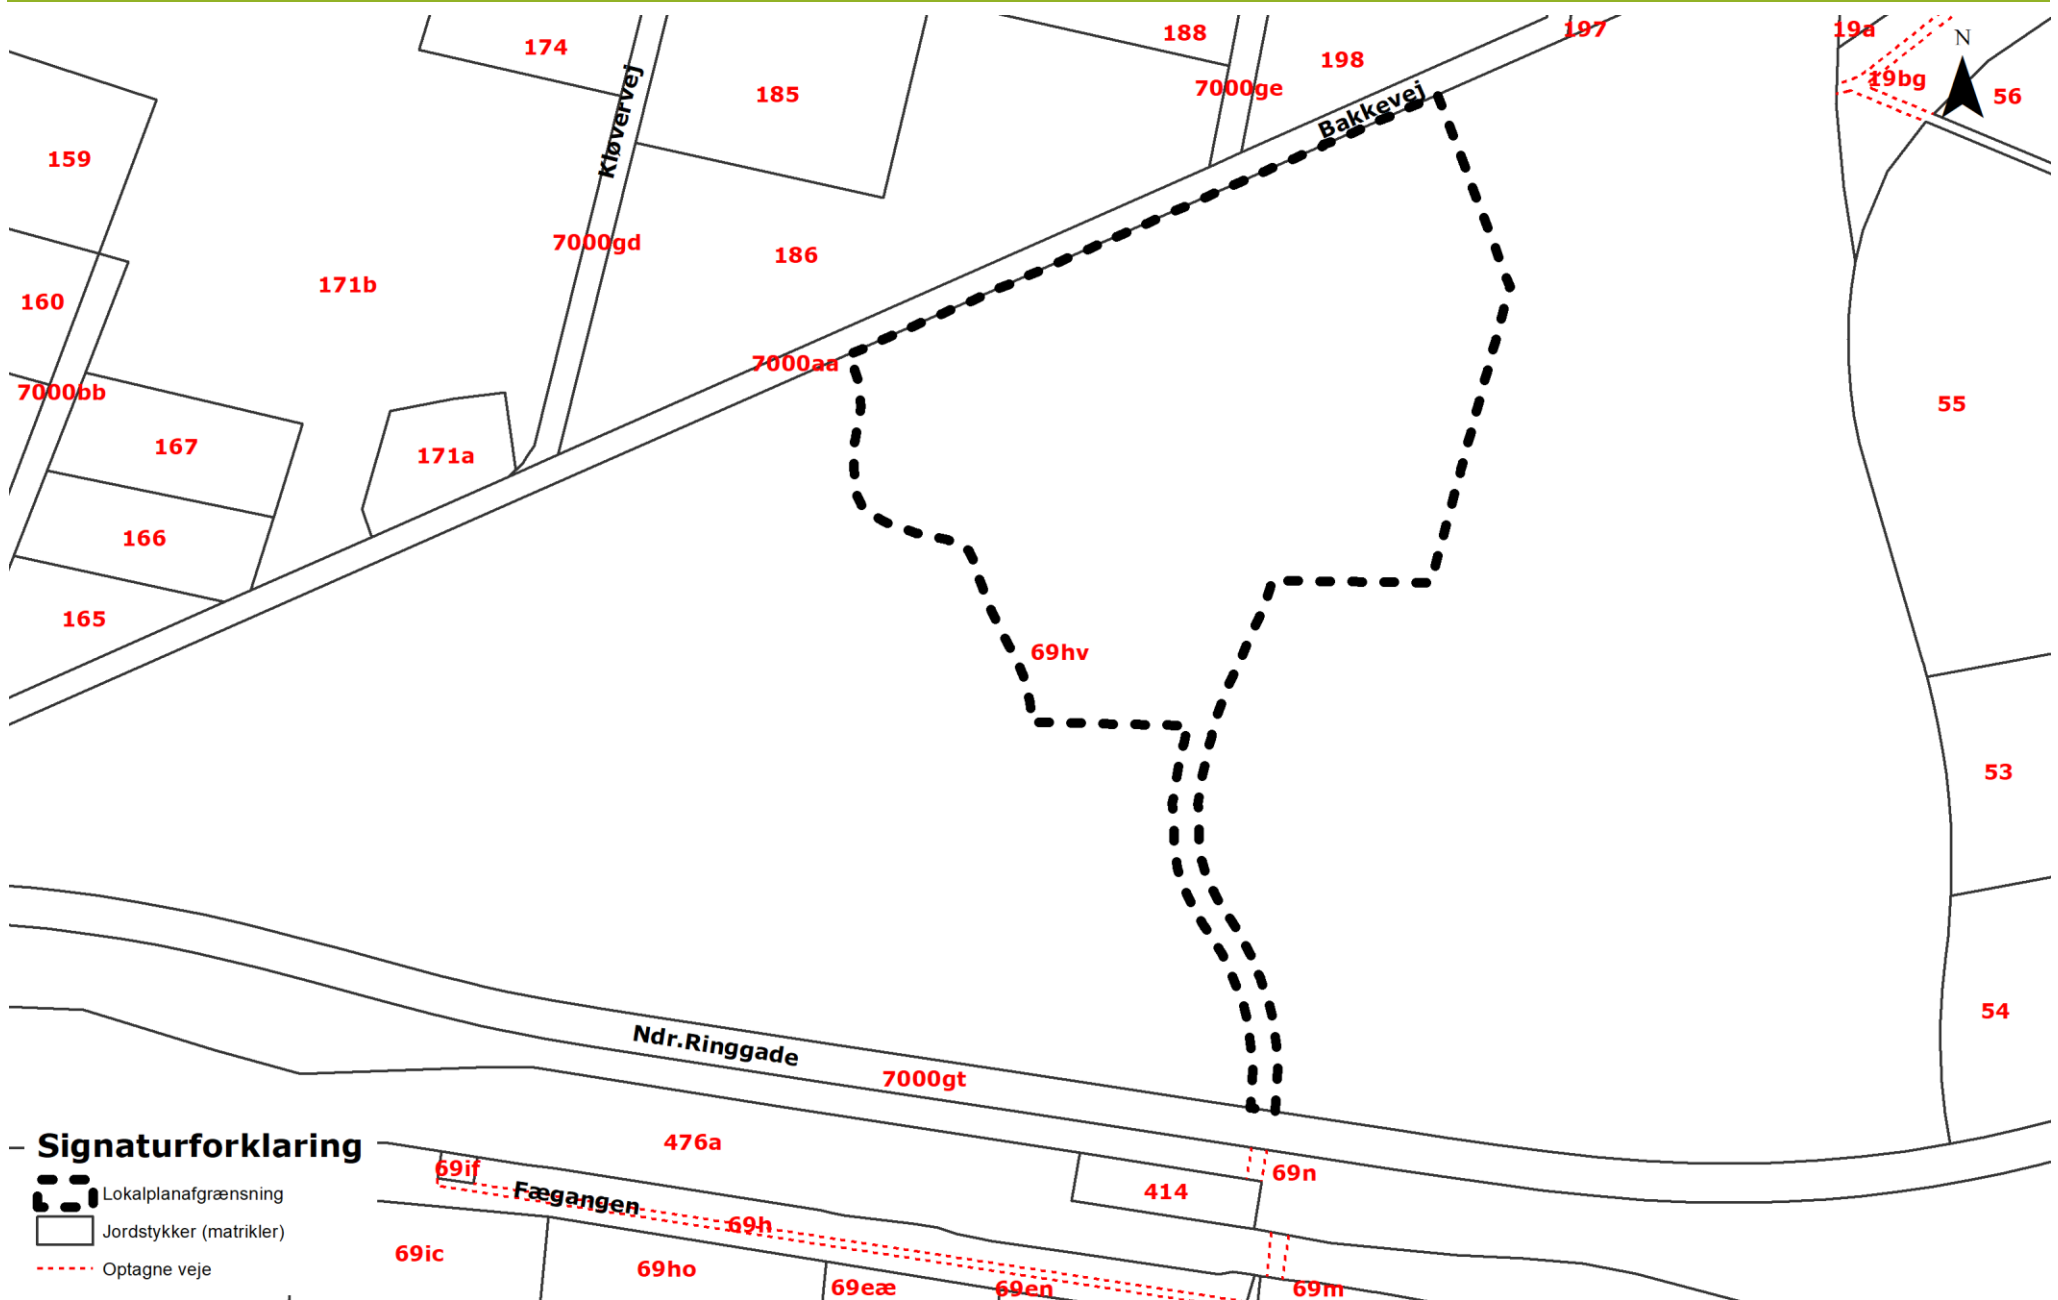 197
19a
188
N
174
198
Kløvervej
19bg
7000ge
185
56
Bakkevej
159
7000gd
186
171b
160
7000aa
7000bb
55
167
171a
166
165
69hv
53
54
Ndr.Ringgade
7000gt
476a
Signaturforklaring
Lokalplanafgrænsning
Jordstykker (matrikler)
Optagne veje
69if
69n
414
Fægangen
69h
69ic
69ho
69eæ
69en
69m